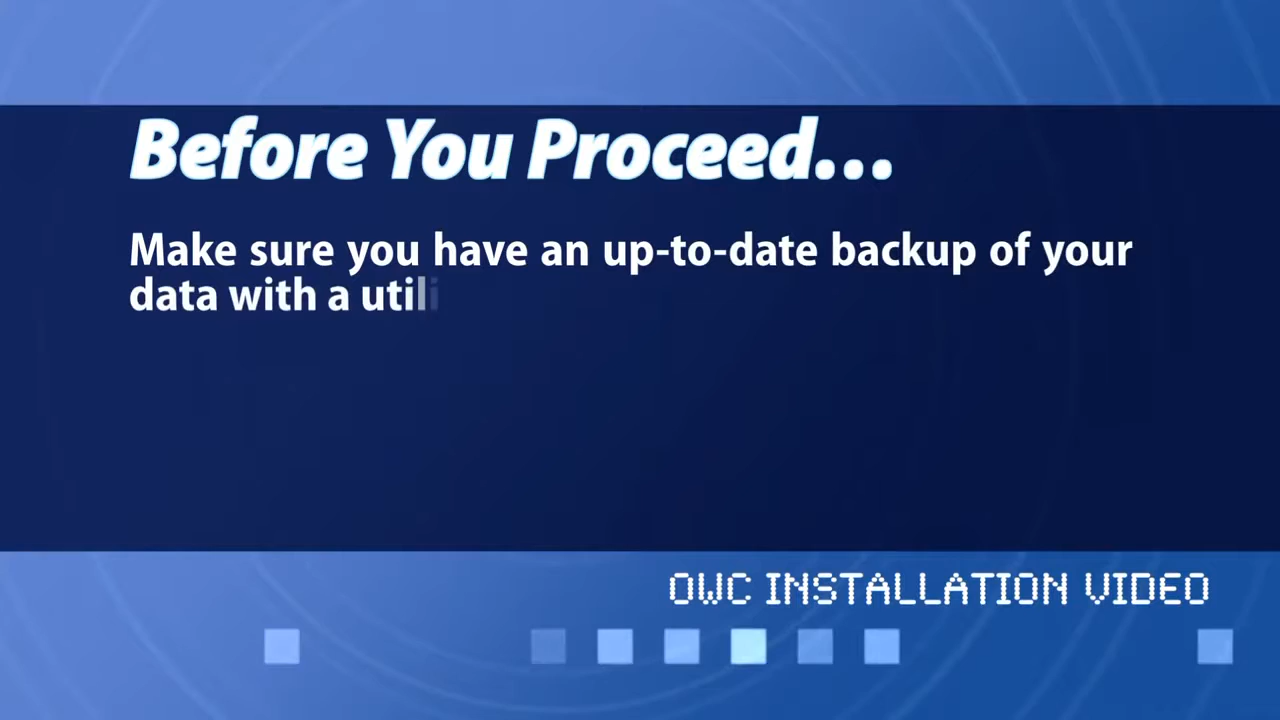 Before You Proceed...
Make sure you have an up-to-date backup of your
data with a utili
OWC INSTALLATION VIDEO